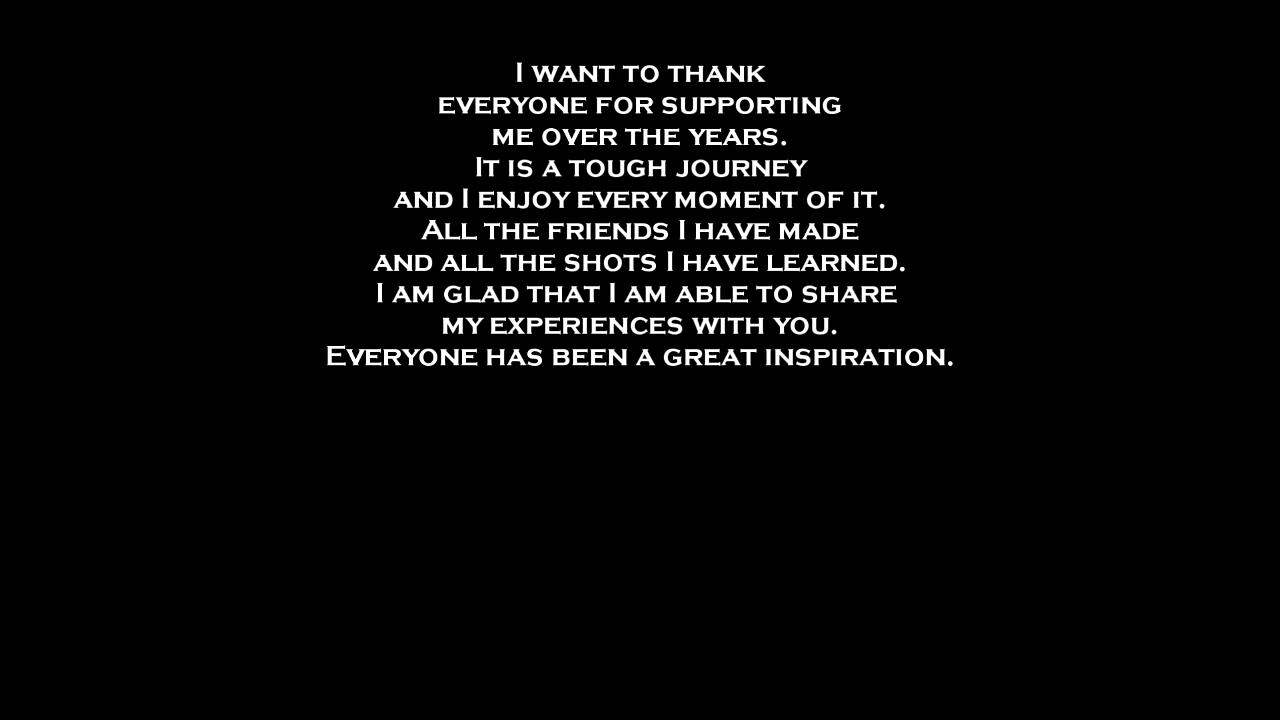 I want to thank
everyone for supporting
me over the years.
It is a tough journey
and I enjoy every moment of it.
All the friends I have made
and all the shots I have learned.
I am glad that I am able to share
my experiences with you.
Everyone has been a great inspiration.